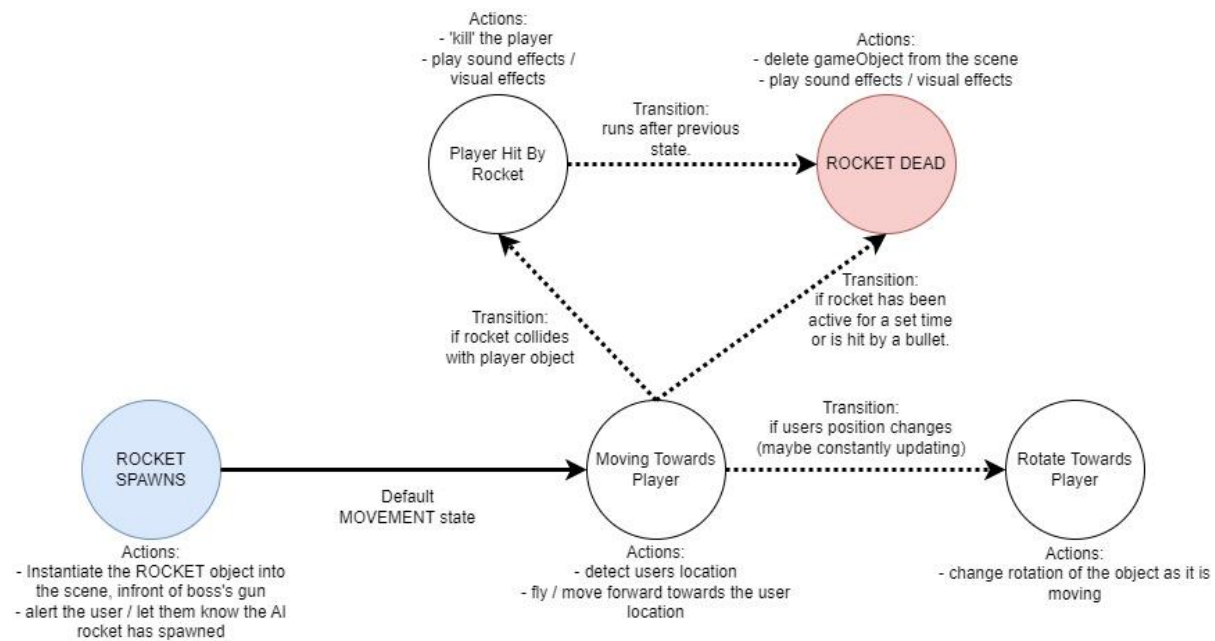 Actions:
- 'kill' the player
- play sound effects /
visual effects
Actions:
- delete gameObject from the scene
- play sound effects / visual effects
Player Hit By
Rocket
Transition:
runs after previous
state.
ROCKET DEAD
Transition:
if rocket collides
with player object
Transition:
if rocket has been
active for a set time
or is hit by a bullet.
ROCKET
SPAWNS
Default
MOVEMENT state
Moving Towards
Player
Transition:
if users position changes
(maybe constantly updating)
Rotate Towards
Player
Actions:
- Instantiate the ROCKET object into
the scene, infront of boss's gun
- alert the user / let them know the AI
rocket has spawned
Actions:
- detect users location
- fly / move forward towards the user
location
Actions:
- change rotation of the object as it is
moving